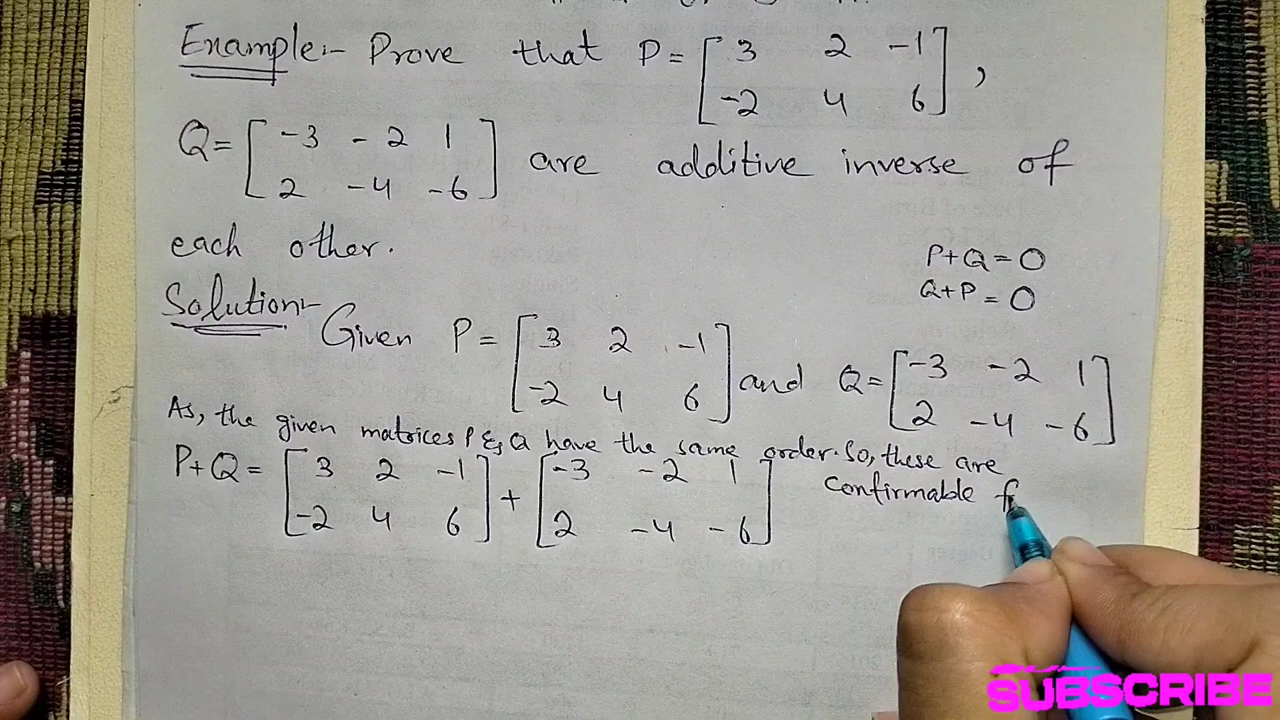 Example:- Prove that P = [ 3 2 -1 ] ,
[ -2 4 6 ]
Q = [ -3 -2 1 ] are additive inverse of
[ 2 -4 -6 ]
each other.
P+Q = O
Q+P = O
Solution:-
Given P = [ 3 2 -1 ] and Q = [ -3 -2 1 ]
[ -2 4 6 ] [ 2 -4 -6 ]
As, the given matrices P & Q have the same order. So, these are
confirmable f
P+Q = [ 3 2 -1 ] + [ -3 -2 1 ]
[ -2 4 6 ] [ 2 -4 -6 ]
SUBSCRIBE